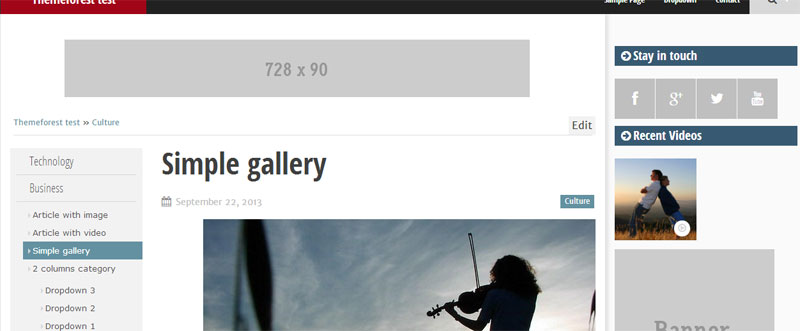 Themeforest test
Sample Page Dropdown Contact
728 x 90
Themeforest test » Culture
Edit
Technology
Business
Article with image
Article with video
Simple gallery
2 columns category
Dropdown 3
Dropdown 2
Dropdown 1
Simple gallery
September 22, 2013
Culture
Stay in touch
f g+ You Tube
Recent Videos
Banner